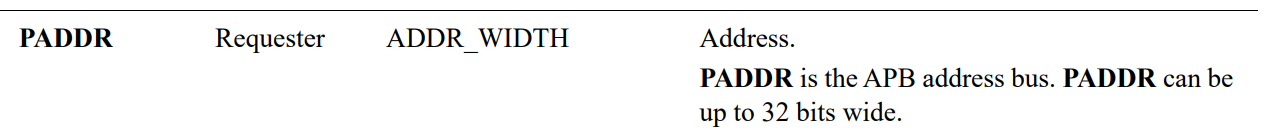 PADDR Requester ADDR_WIDTH Address.
PADDR is the APB address bus. PADDR can be
up to 32 bits wide.